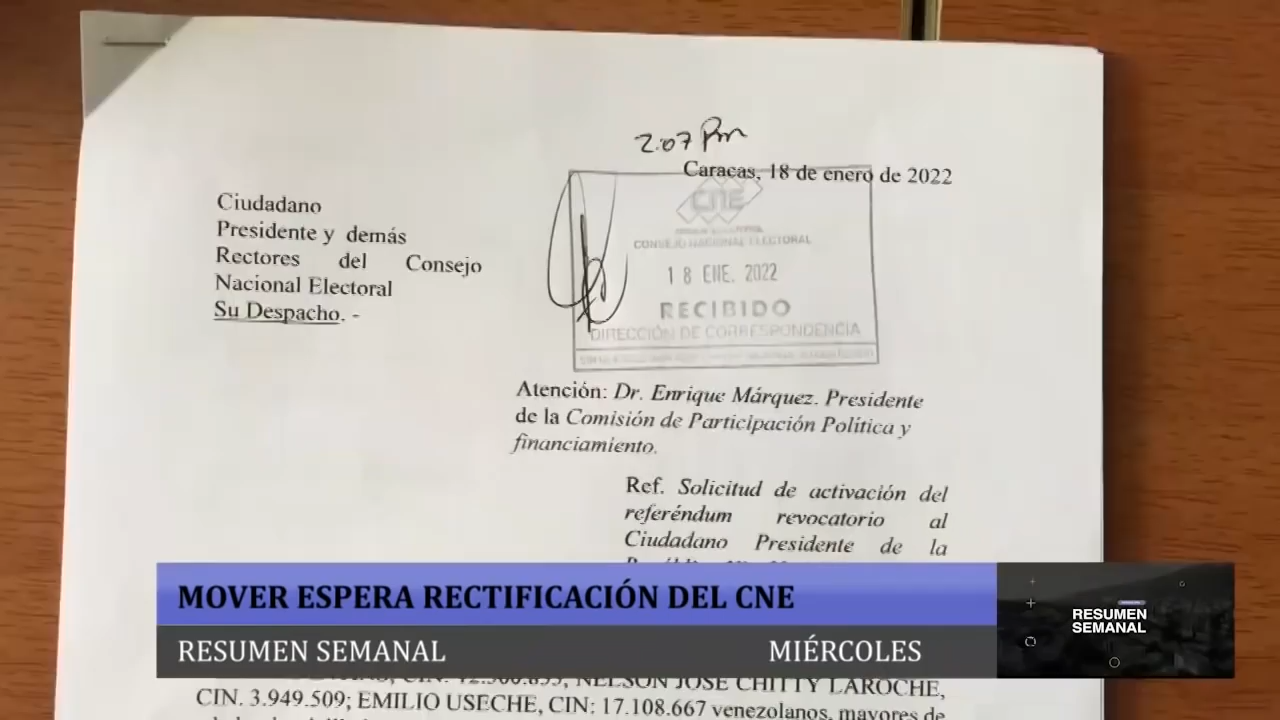 2:07 Pm
Caracas, 18 de enero de 2022
Ciudadano
Presidente y demás
Rectores del Consejo
Nacional Electoral
Su Despacho. -
CNE
CONSEJO NACIONAL ELECTORAL
18 ENE. 2022
RECIBIDO
DIRECCIÓN DE CORRESPONDENCIA
Atención: Dr. Enrique Márquez. Presidente
de la Comisión de Participación Política y
financiamiento.
Ref. Solicitud de activación del
referéndum revocatorio al
Ciudadano Presidente de la
MOVER ESPERA RECTIFICACIÓN DEL CNE
RESUMEN SEMANAL MIÉRCOLES
RESUMEN
SEMANAL
NELSON JOSE CHITTY LAROCHE,
CIN. 3.949.509; EMILIO USECHE, CIN: 17.108.667 venezolanos, mayores de